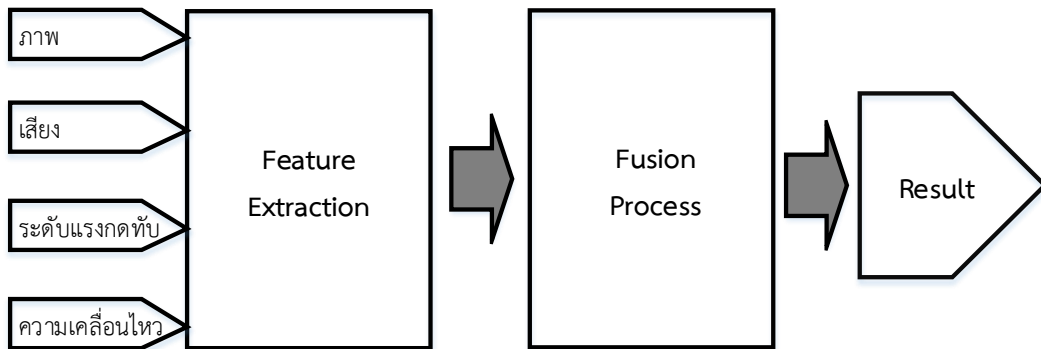 ภาพ
เสียง
ระดับแรงกดทับ
ความเคลื่อนไหว
Feature
Extraction
Fusion
Process
Result